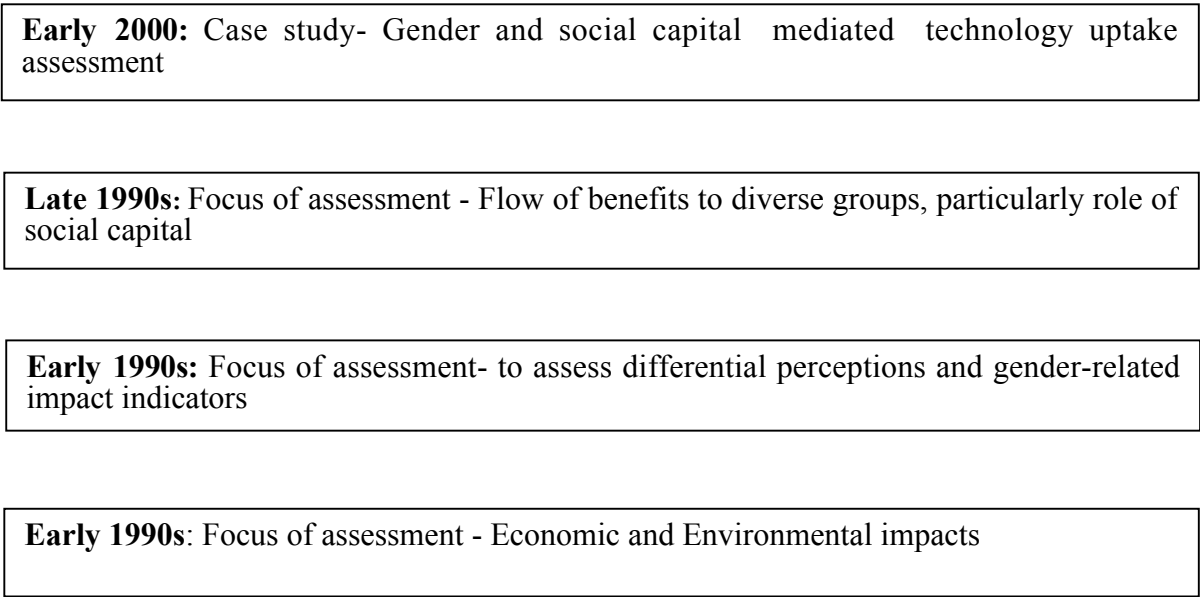 Early 2000: Case study- Gender and social capital mediated technology uptake
assessment
Late 1990s: Focus of assessment - Flow of benefits to diverse groups, particularly role of
social capital
Early 1990s: Focus of assessment- to assess differential perceptions and gender-related
impact indicators
Early 1990s: Focus of assessment - Economic and Environmental impacts